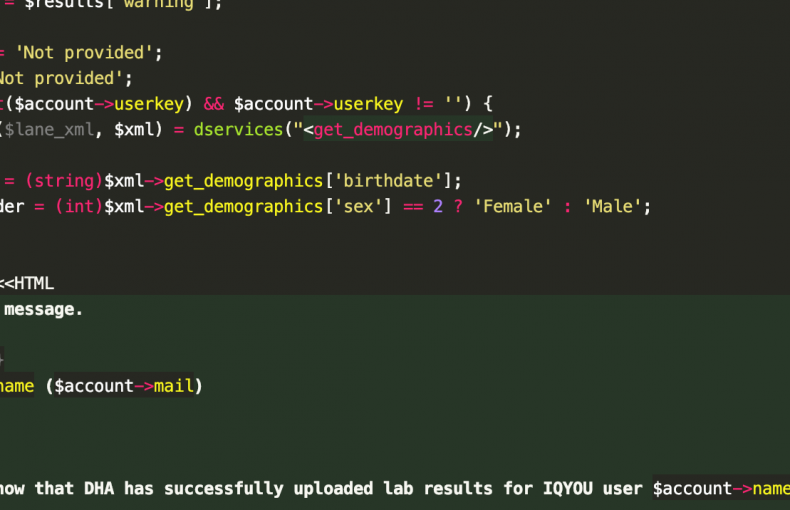 = $results['warning'];
= 'Not provided';
Not provided';
($account->userkey) && $account->userkey != '') {
($lane_xml, $xml) = dservices("<get_demographics/>");
= (string)$xml->get_demographics['birthdate'];
der = (int)$xml->get_demographics['sex'] == 2 ? 'Female' : 'Male';
<<HTML
message.
}
name ($account->mail)
now that DHA has successfully uploaded lab results for IQYOU user $account->name